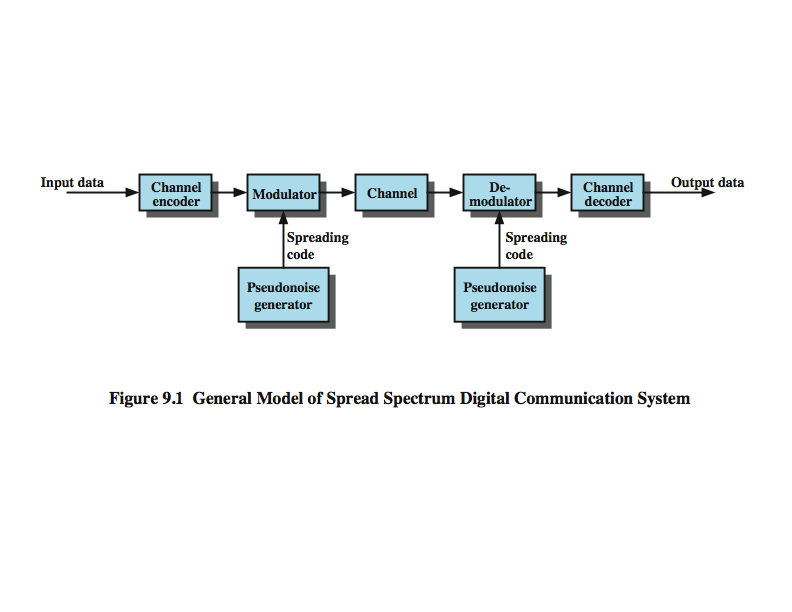 Input data
Channel
encoder
Modulator
Channel
De-
modulator
Channel
decoder
Output data
Spreading
code
Spreading
code
Pseudonoise
generator
Pseudonoise
generator
Figure 9.1 General Model of Spread Spectrum Digital Communication System